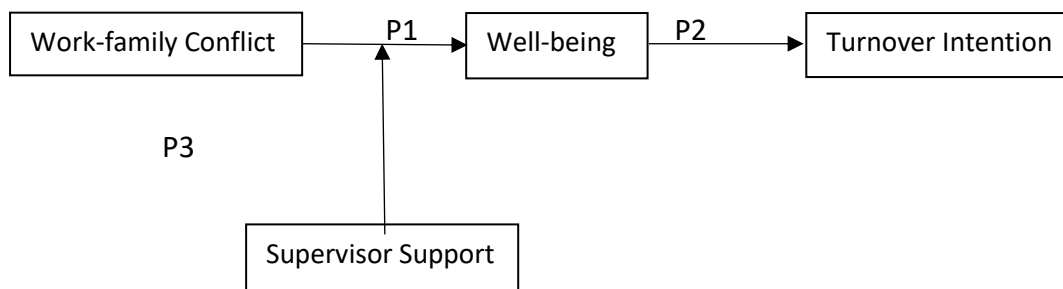 Work-family Conflict
P1
Well-being
P2
Turnover Intention
P3
Supervisor Support